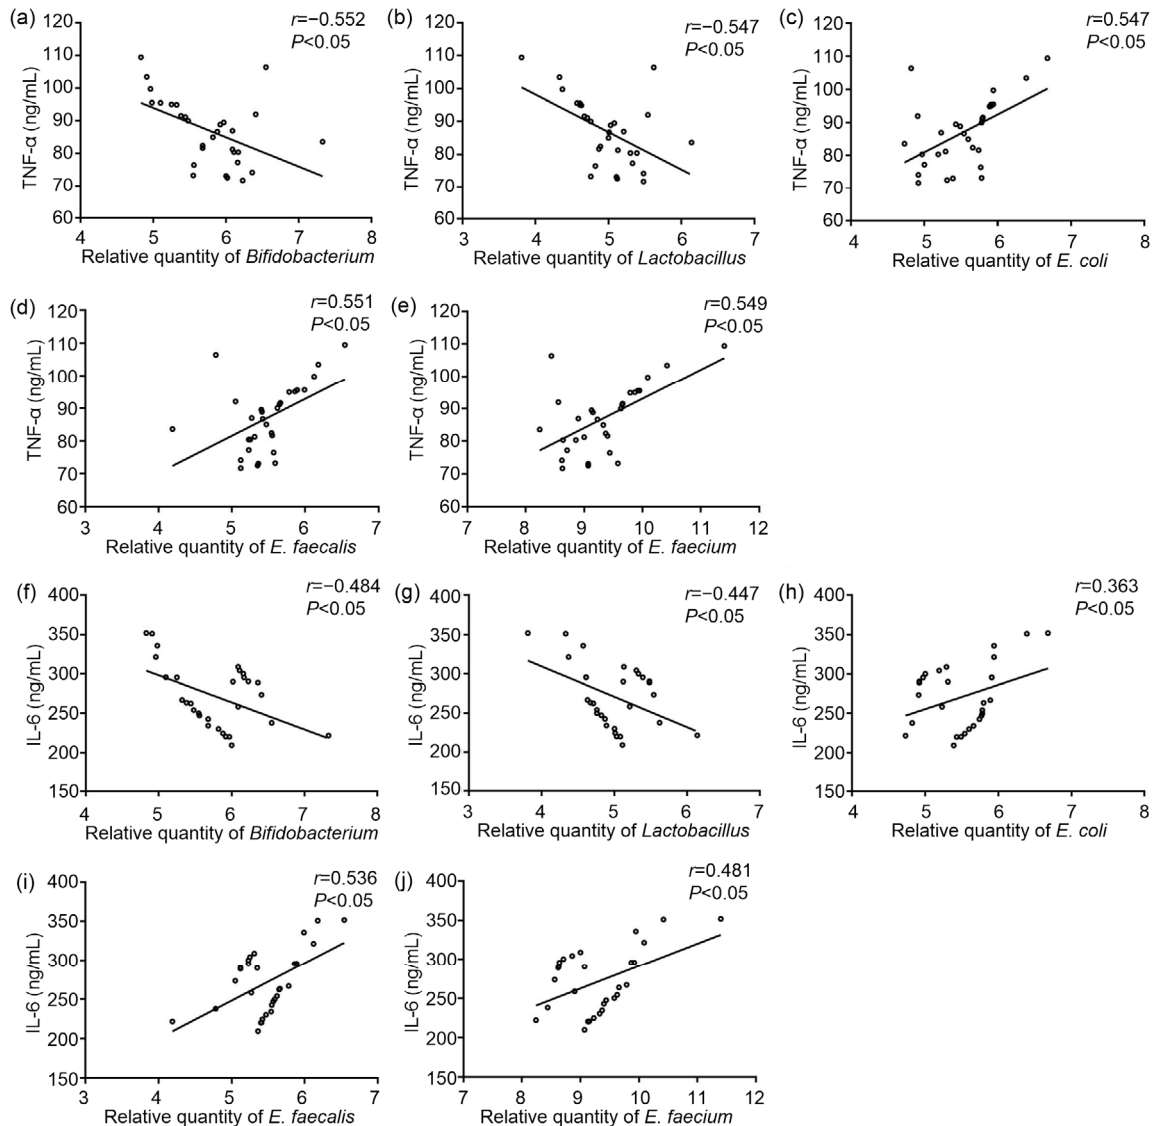 (a)
r=−0.552
P<0.05
120
110
100
90
80
70
60
TNF-α (ng/mL)
4 5 6 7 8
Relative quantity of Bifidobacterium
(b)
r=−0.547
P<0.05
120
110
100
90
80
70
60
TNF-α (ng/mL)
3 4 5 6 7
Relative quantity of Lactobacillus
(c)
r=0.547
P<0.05
120
110
100
90
80
70
60
TNF-α (ng/mL)
4 5 6 7 8
Relative quantity of E. coli
(d)
r=0.551
P<0.05
120
110
100
90
80
70
60
TNF-α (ng/mL)
3 4 5 6 7
Relative quantity of E. faecalis
(e)
r=0.549
P<0.05
120
110
100
90
80
70
60
TNF-α (ng/mL)
7 8 9 10 11 12
Relative quantity of E. faecium
(f)
r=−0.484
P<0.05
400
350
300
250
200
150
IL-6 (ng/mL)
4 5 6 7 8
Relative quantity of Bifidobacterium
(g)
r=−0.447
P<0.05
400
350
300
250
200
150
IL-6 (ng/mL)
3 4 5 6 7
Relative quantity of Lactobacillus
(h)
r=0.363
P<0.05
400
350
300
250
200
150
IL-6 (ng/mL)
4 5 6 7 8
Relative quantity of E. coli
(i)
r=0.536
P<0.05
400
350
300
250
200
150
IL-6 (ng/mL)
3 4 5 6 7
Relative quantity of E. faecalis
(j)
r=0.481
P<0.05
400
350
300
250
200
150
IL-6 (ng/mL)
7 8 9 10 11 12
Relative quantity of E. faecium